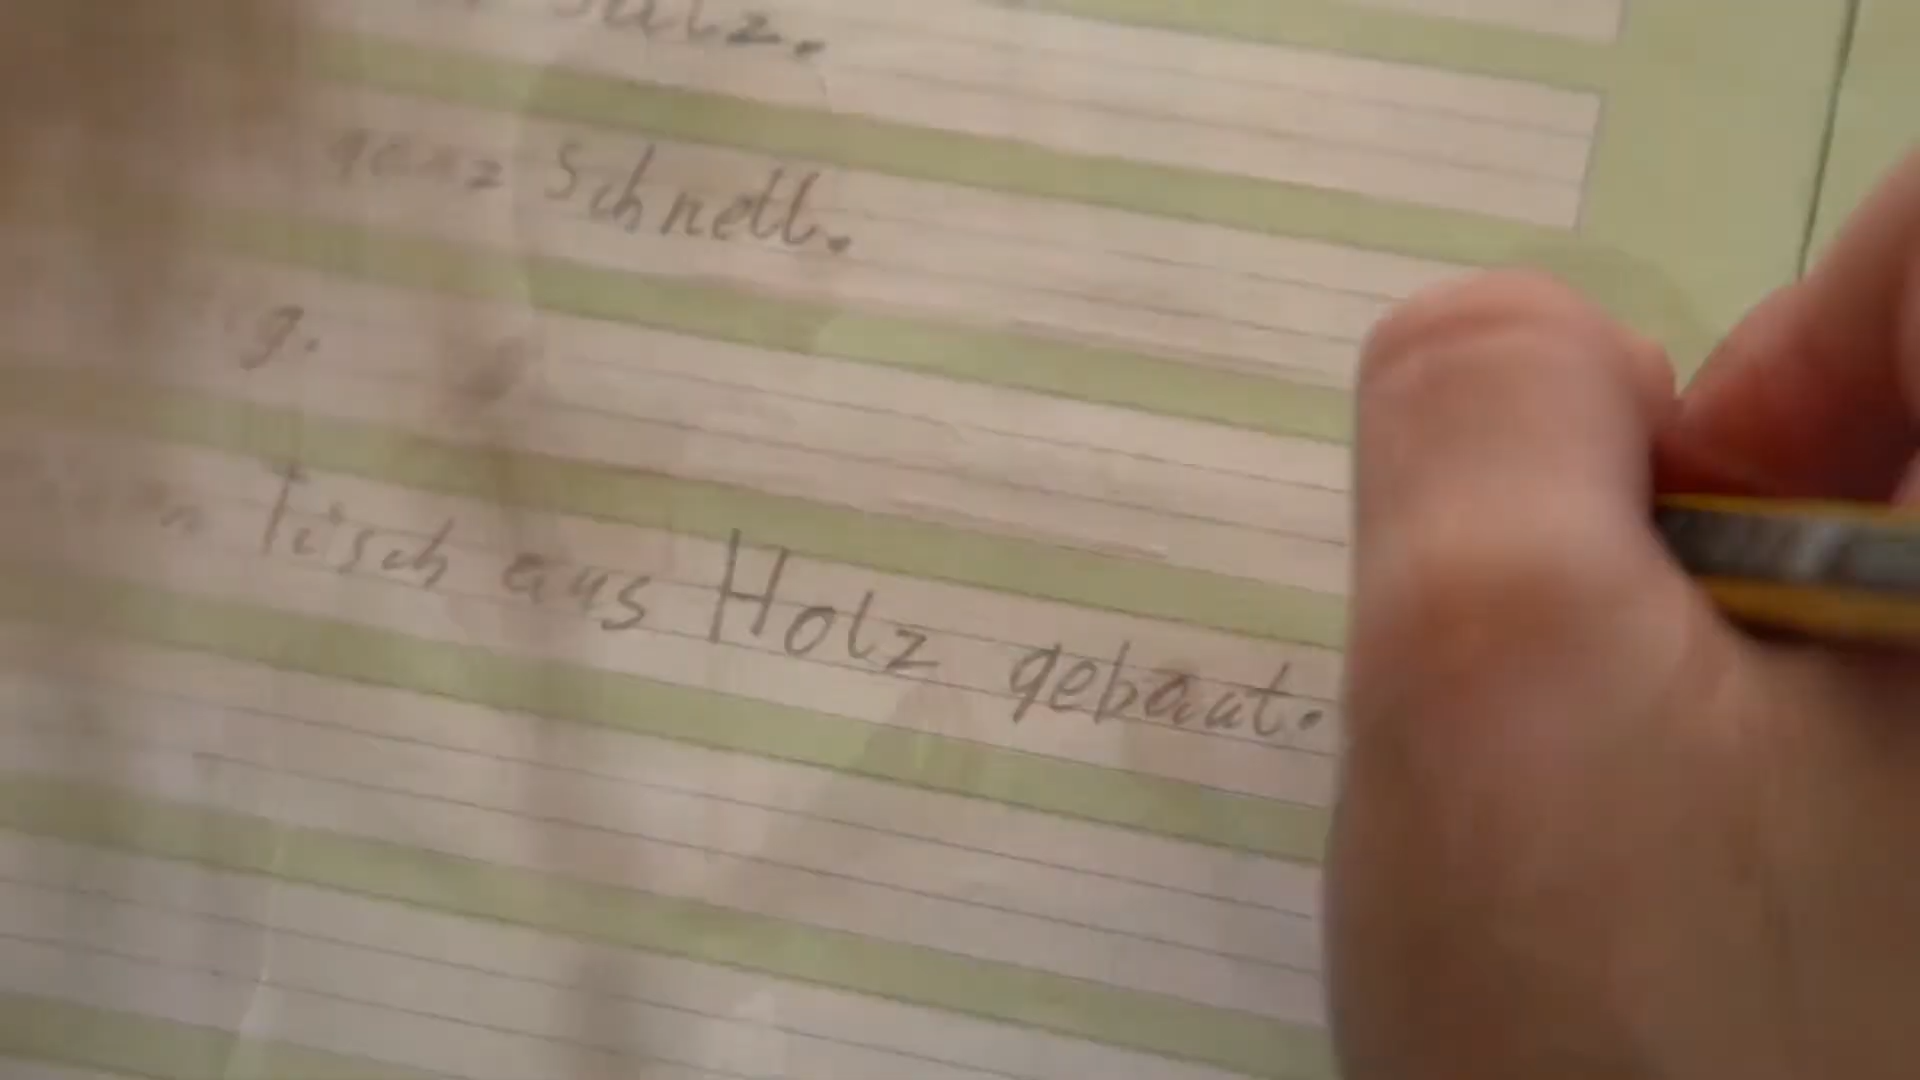 Salz.
ganz Schnell.
g.
Tisch aus Holz gebaut.